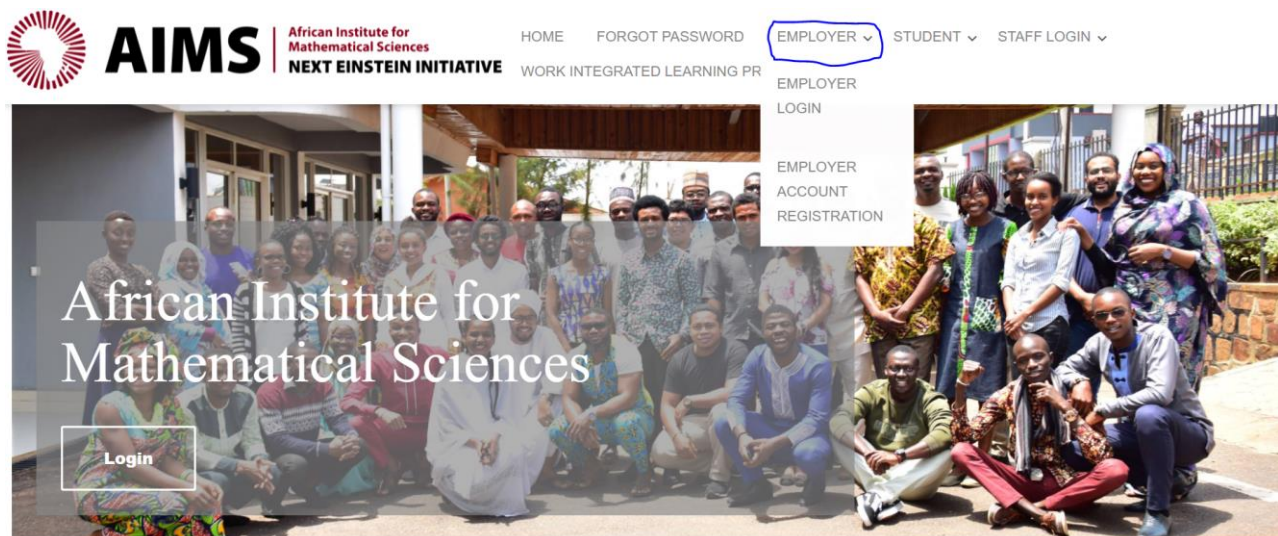 AIMS
African Institute for
Mathematical Sciences
NEXT EINSTEIN INITIATIVE
HOME FORGOT PASSWORD EMPLOYER STUDENT STAFF LOGIN
WORK INTEGRATED LEARNING PR
EMPLOYER
LOGIN
EMPLOYER
ACCOUNT
REGISTRATION
African Institute for
Mathematical Sciences
Login